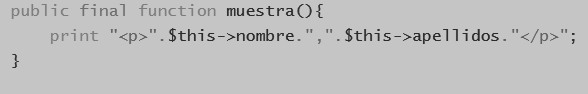 public final function muestra(){
    print "<p>".$this->nombre.",".$this->apellidos."</p>";
}